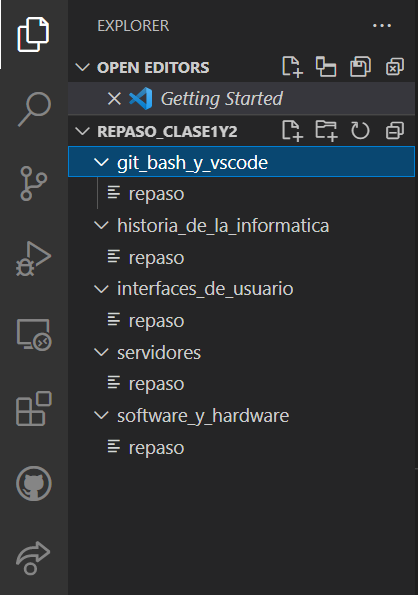 EXPLORER
OPEN EDITORS
Getting Started
REPASO_CLASE1Y2
git_bash_y_vscode
repaso
historia_de_la_informatica
repaso
interfaces_de_usuario
repaso
servidores
repaso
software_y_hardware
repaso